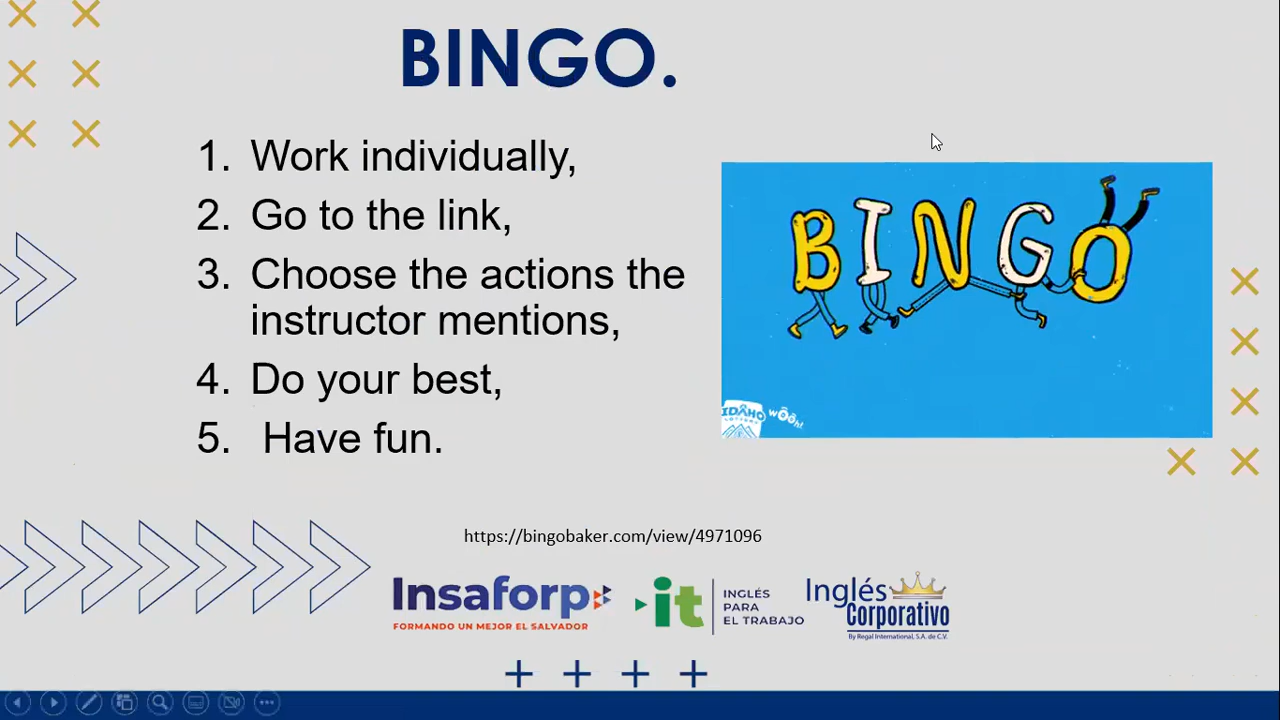 BINGO.
1. Work individually,
2. Go to the link,
3. Choose the actions the
instructor mentions,
4. Do your best,
5. Have fun.
BINGO
IDAHO
wôôh!
https://bingobaker.com/view/4971096
Insaforp
FORMANDO UN MEJOR EL SALVADOR
it
INGLÉS
PARA
EL TRABAJO
Inglés
Corporativo
By Regal International, S.A. de C.V.